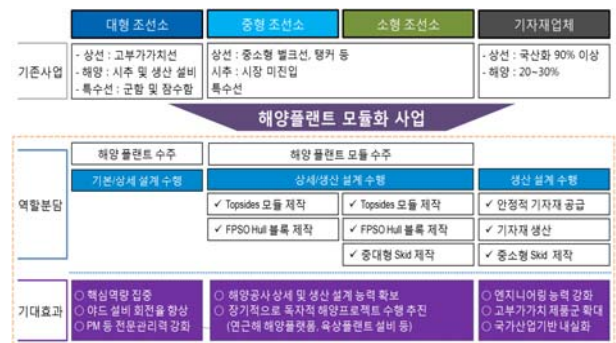 대형 조선소
중형 조선소
소형 조선소
기자재업체
기존사업
- 상선 : 고부가가치선
- 해양 : 시추 및 생산 설비
- 특수선 : 군함 및 잠수함
상선 : 중소형 벌크선, 탱커 등
시추 : 시장 미진입
특수선
- 상선 : 국산화 90% 이상
- 해양 : 20~30%
해양플랜트 모듈화 사업
역할분담
해양 플랜트 수주
해양 플랜트 모듈 수주
기본/상세 설계 수행
상세/생산 설계 수행
생산 설계 수행
✓ Topsides 모듈 제작
✓ Topsides 모듈 제작
✓ 안정적 기자재 공급
✓ FPSO Hull 블록 제작
✓ FPSO Hull 블록 제작
✓ 기자재 생산
✓ 중대형 Skid 제작
✓ 중소형 Skid 제작
기대효과
○ 핵심역량 집중
○ 야드 설비 회전율 향상
○ PM 등 전문관리력 강화
○ 해양공사 상세 및 생산 설계 능력 확보
○ 장기적으로 독자적 해양프로젝트 수행 추진
(연근해 해양플랫폼, 육상플랜트 설비 등)
○ 엔지니어링 능력 강화
○ 고부가가치 제품군 확대
○ 국가산업기반 내실화